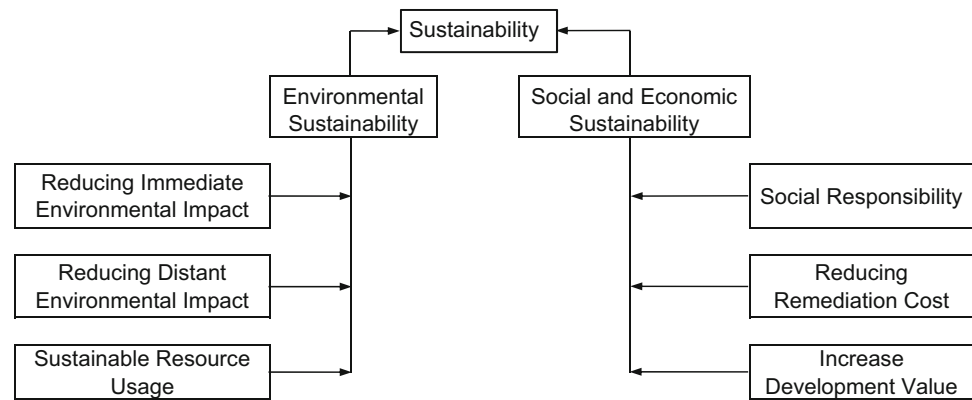 Sustainability
Environmental
Sustainability
Social and Economic
Sustainability
Reducing Immediate
Environmental Impact
Social Responsibility
Reducing Distant
Environmental Impact
Reducing
Remediation Cost
Sustainable Resource
Usage
Increase
Development Value